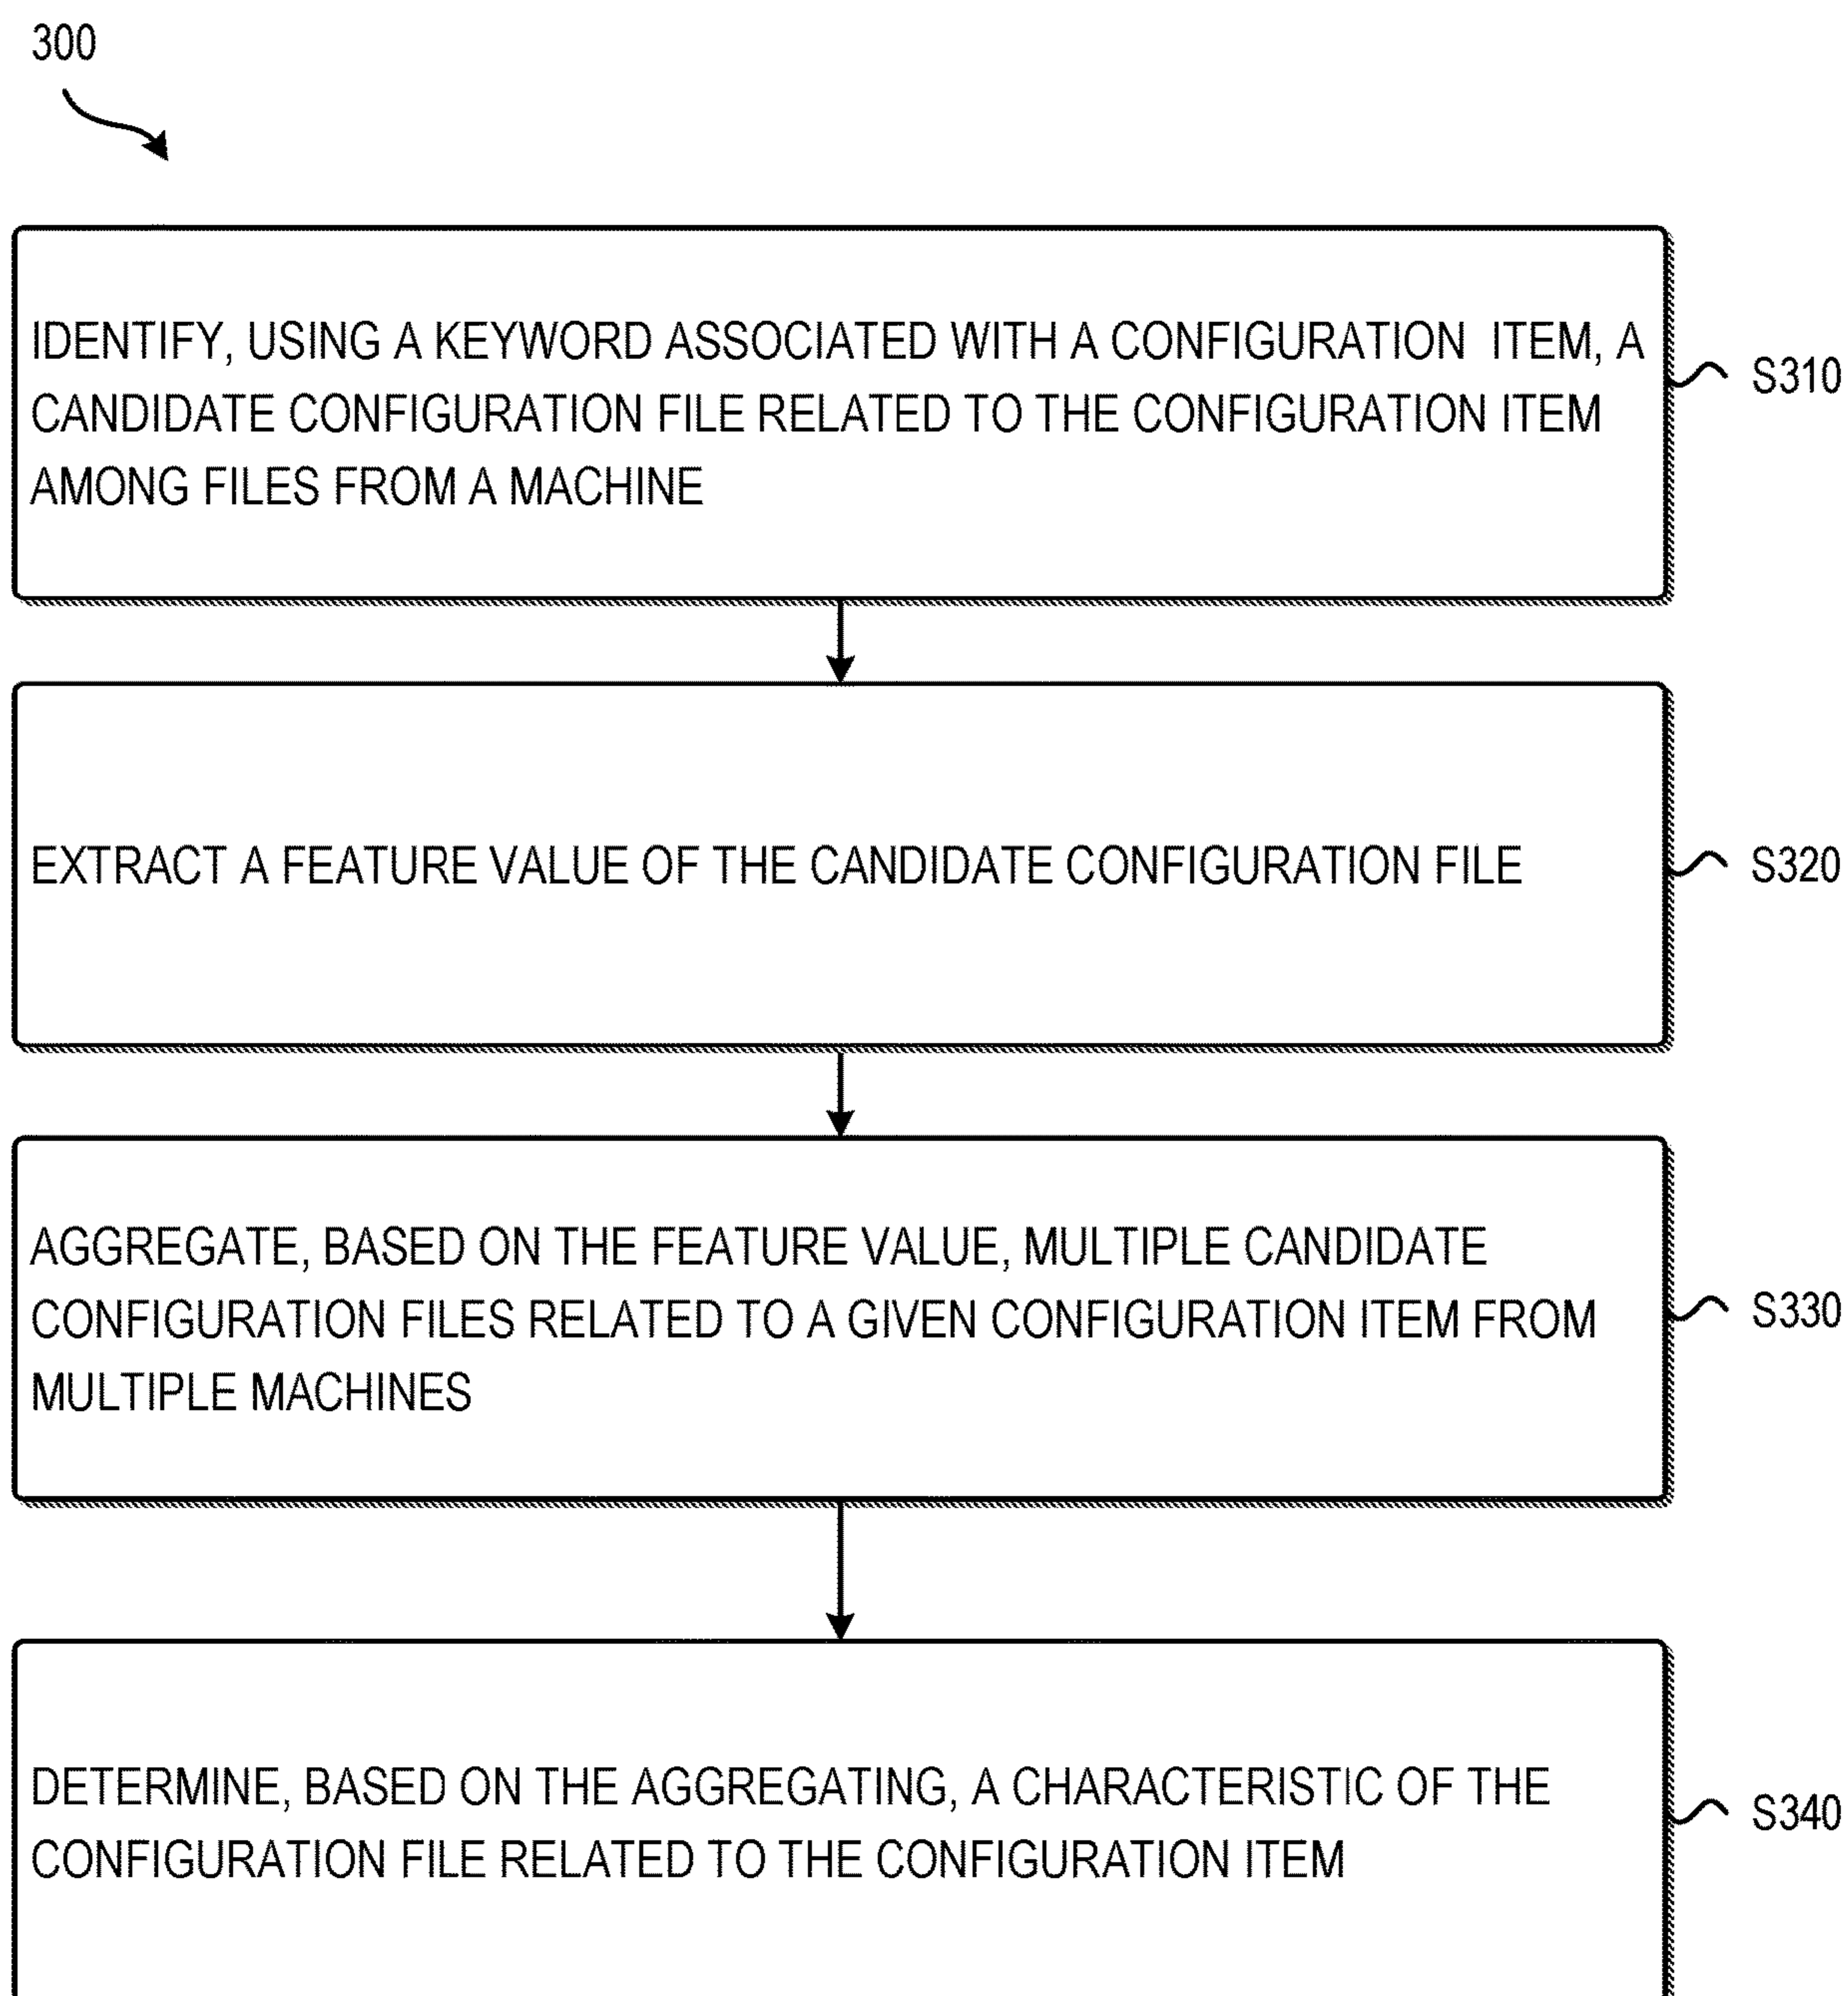 300
IDENTIFY, USING A KEYWORD ASSOCIATED WITH A CONFIGURATION ITEM, A
CANDIDATE CONFIGURATION FILE RELATED TO THE CONFIGURATION ITEM
AMONG FILES FROM A MACHINE
S310
EXTRACT A FEATURE VALUE OF THE CANDIDATE CONFIGURATION FILE
S320
AGGREGATE, BASED ON THE FEATURE VALUE, MULTIPLE CANDIDATE
CONFIGURATION FILES RELATED TO A GIVEN CONFIGURATION ITEM FROM
MULTIPLE MACHINES
S330
DETERMINE, BASED ON THE AGGREGATING, A CHARACTERISTIC OF THE
CONFIGURATION FILE RELATED TO THE CONFIGURATION ITEM
S340